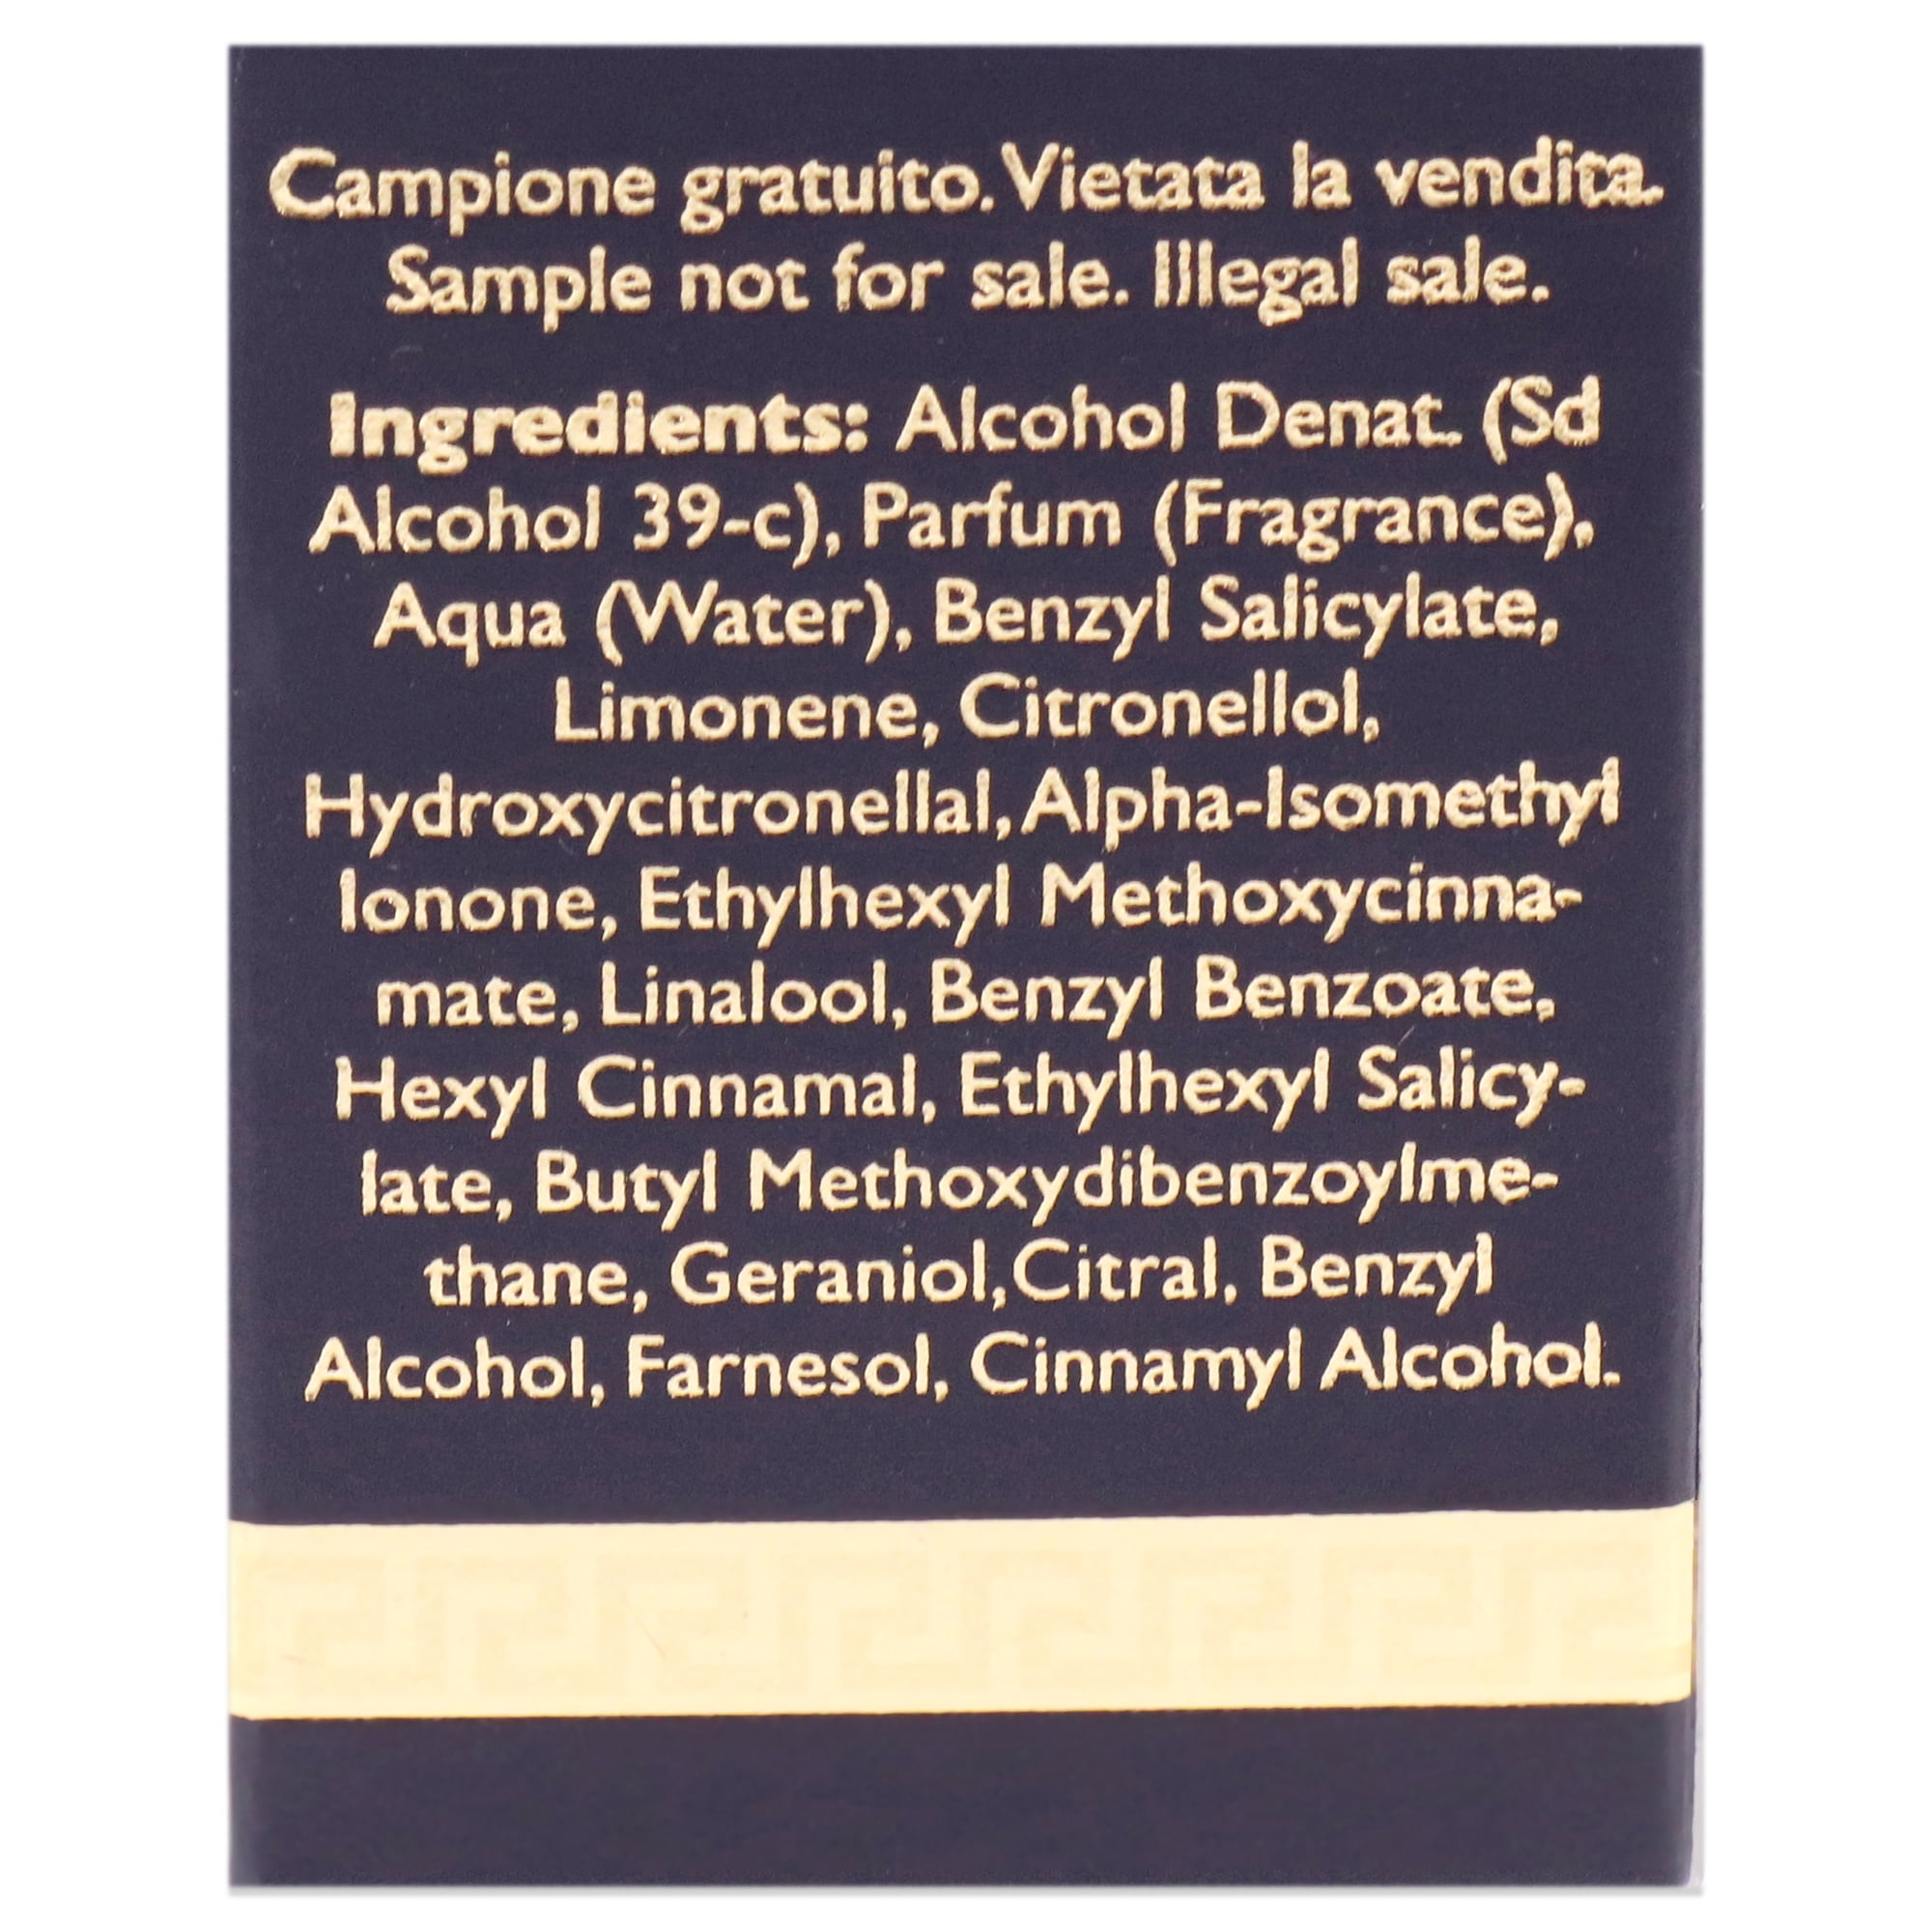 Campione gratuito. Vietata la vendita.
Sample not for sale. Illegal sale.
Ingredients: Alcohol Denat. (Sd
Alcohol 39-c), Parfum (Fragrance),
Aqua (Water), Benzyl Salicylate,
Limonene, Citronellol,
Hydroxycitronellal, Alpha-Isomethyl
Ionone, Ethylhexyl Methoxycinna-
mate, Linalool, Benzyl Benzoate,
Hexyl Cinnamal, Ethylhexyl Salicy-
late, Butyl Methoxydibenzoylme-
thane, Geraniol, Citral, Benzyl
Alcohol, Farnesol, Cinnamyl Alcohol.